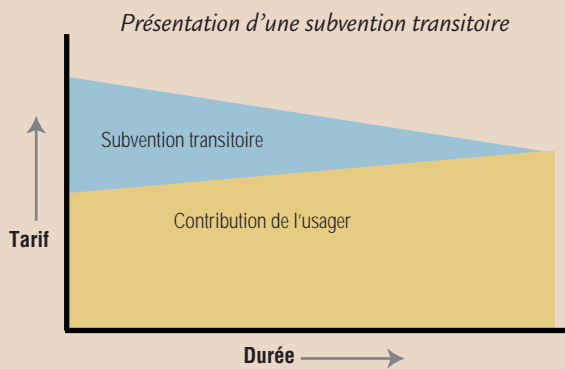 Présentation d'une subvention transitoire
Subvention transitoire
Contribution de l'usager
Tarif
Durée